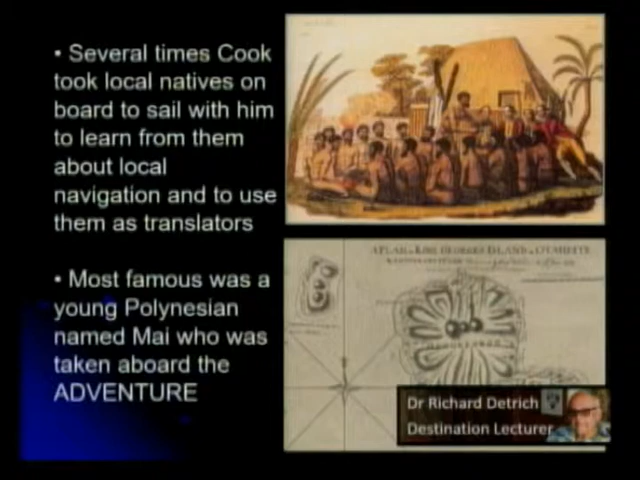 • Several times Cook
took local natives on
board to sail with him
to learn from them
about local
navigation and to use
them as translators
• Most famous was a
young Polynesian
named Mai who was
taken aboard the
ADVENTURE
Dr Richard Detrich
Destination Lecturer